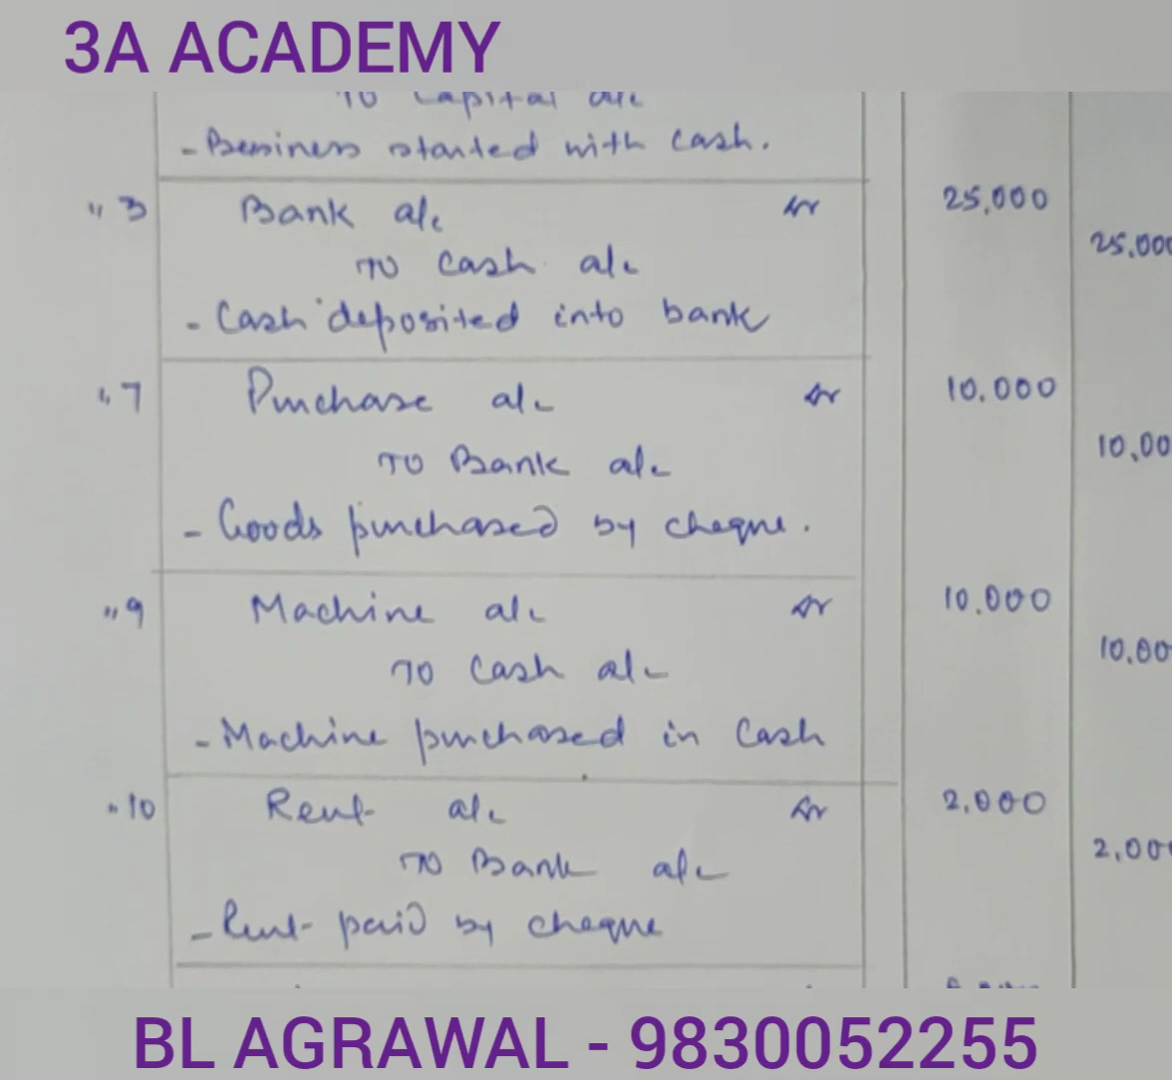 3A ACADEMY
To Capital a/c
- Business started with cash.
" 3 Bank a/c Dr 25,000
To Cash a/c 25,000
- Cash deposited into bank
" 7 Purchase a/c Dr 10,000
To Bank a/c 10,00
- Goods purchased by cheque.
" 9 Machine a/c Dr 10,000
To Cash a/c 10,00
- Machine purchased in Cash
" 10 Rent a/c Dr 2,000
To Bank a/c 2,00
- Rent paid by cheque
BL AGRAWAL - 9830052255